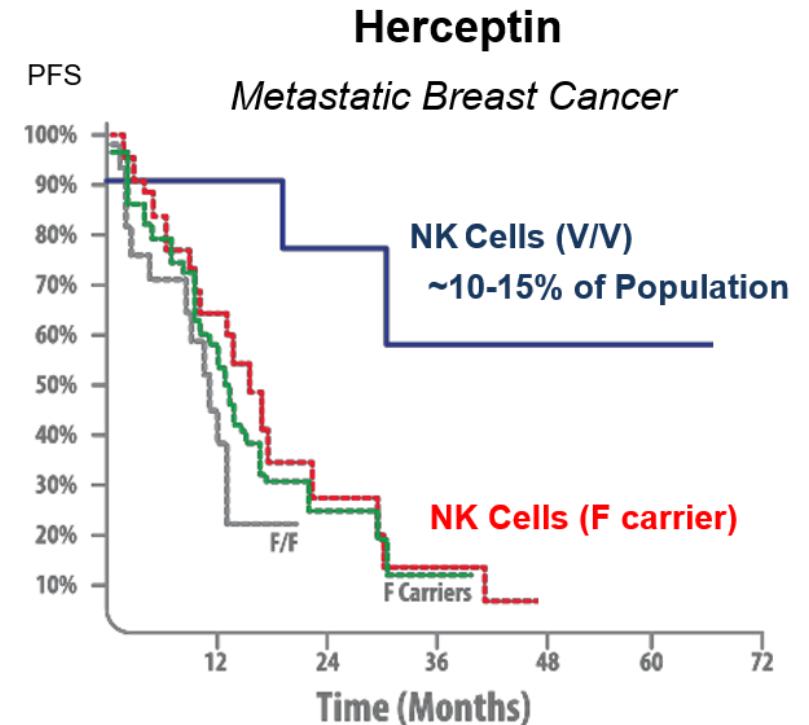 Herceptin
PFS
Metastatic Breast Cancer
100%
90%
80%
70%
60%
50%
40%
30%
20%
10%
NK Cells (V/V)
~10-15% of Population
NK Cells (F carrier)
F/F
F Carriers
12 24 36 48 60 72
Time (Months)